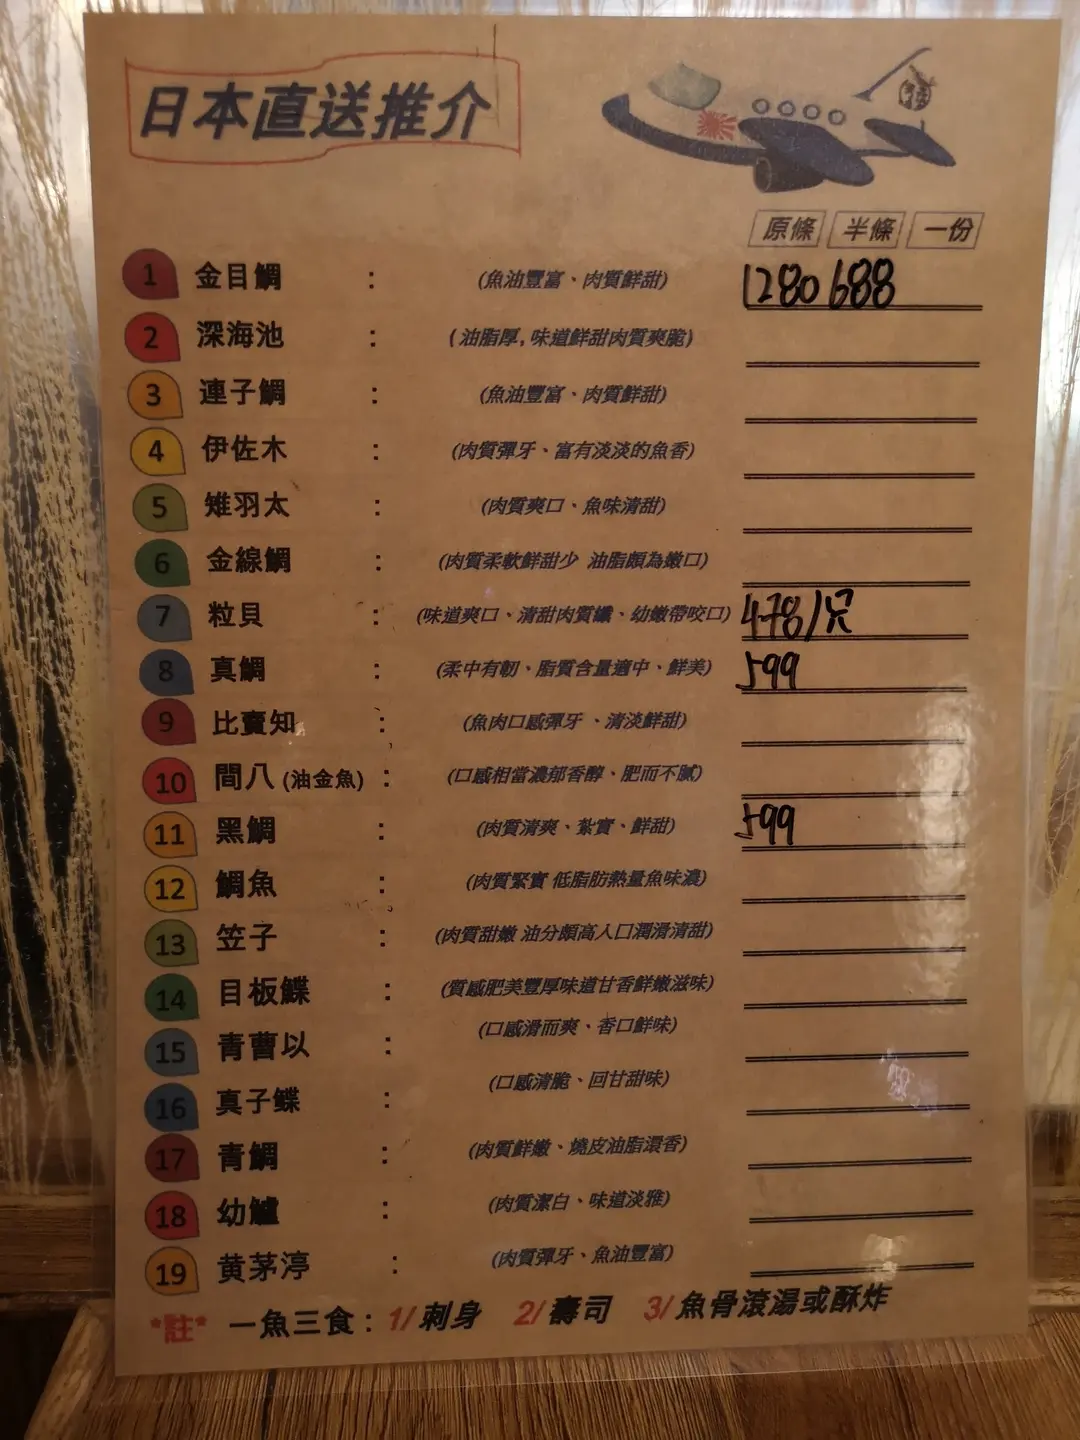 日本直送推介
原條 半條 一份
1 金目鯛 : (魚油豐富、肉質鮮甜) 1280 688
2 深海池 : (油脂厚,味道鮮甜肉質爽脆)
3 連子鯛 : (魚油豐富、肉質鮮甜)
4 伊佐木 : (肉質彈牙、富有淡淡的魚香)
5 雉羽太 : (肉質爽口、魚味清甜)
6 金線鯛 : (肉質柔軟鮮甜少 油脂頗為嫩口)
7 粒貝 : (味道爽口、清甜肉質纖、幼嫩帶咬口) 478/只
8 真鯛 : (柔中有韌、脂質含量適中、鮮美) 599
9 比賣知 : (魚肉口感彈牙、清淡鮮甜)
10 間八 (油金魚) : (口感相當濃郁香醇、肥而不膩)
11 黑鯛 : (肉質清爽、紮實、鮮甜) 599
12 鯛魚 : (肉質緊實 低脂肪熱量魚味濃)
13 笠子 : (肉質甜嫩 油分頗高入口潤滑清甜)
14 目板鰈 : (質感肥美豐厚味道甘香鮮嫩滋味)
15 青曹以 : (口感滑而爽、香口鮮味)
16 真子鲽 : (口感清脆、回甘甜味)
17 青鯛 : (肉質鮮嫩、燒皮油脂濃香)
18 幼鱸 : (肉質潔白、味道淡雅)
19 黄茅渟 : (肉質彈牙、魚油豐富)
*註* 一魚三食: 1/刺身 2/壽司 3/魚骨滾湯或酥炸